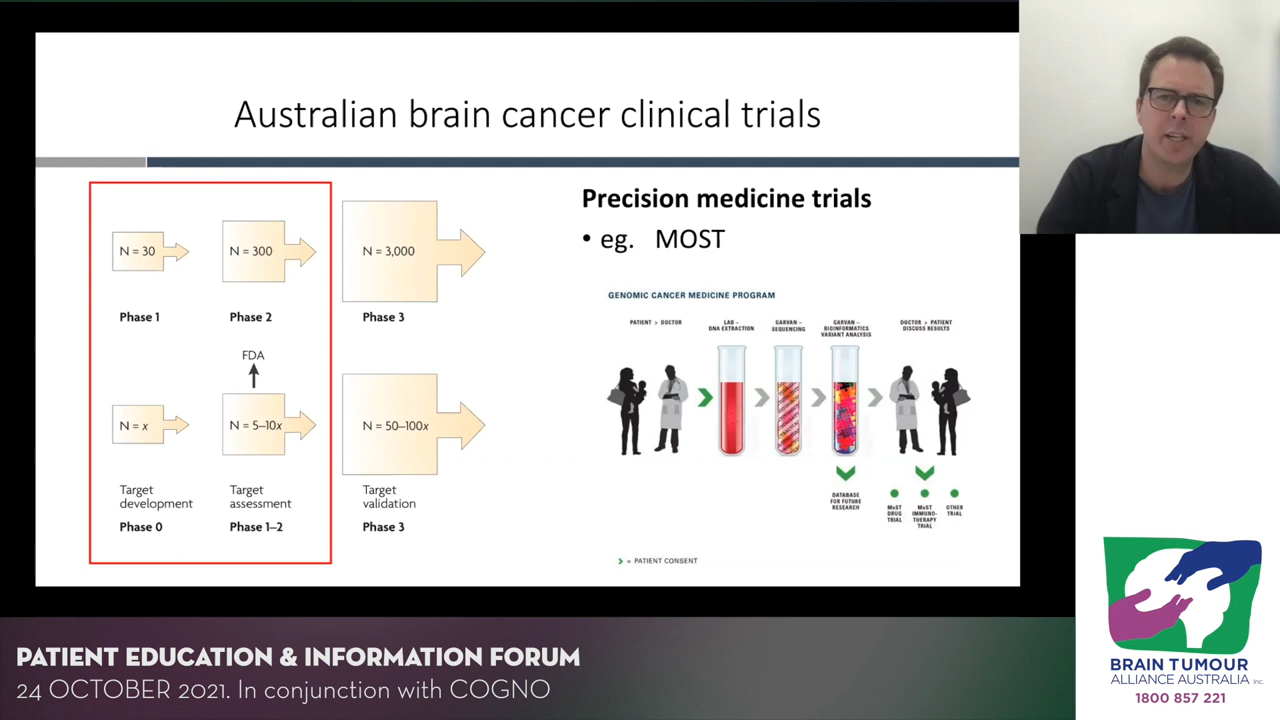 Australian brain cancer clinical trials
N = 30
N = 300
N = 3,000
Phase 1
Phase 2
Phase 3
FDA
N = x
N = 5–10x
N = 50–100x
Target
development
Target
assessment
Target
validation
Phase 0
Phase 1–2
Phase 3
Precision medicine trials
• eg. MOST
GENOMIC CANCER MEDICINE PROGRAM
PATIENT > DOCTOR
LAB –
DNA EXTRACTION
GARVAN –
SEQUENCING
GARVAN –
BIOINFORMATICS
VARIANT ANALYSIS
DOCTOR > PATIENT
DISCUSS RESULTS
DATABASE
FOR FUTURE
RESEARCH
MoST
DRUG
TRIAL
MoST
IMMUNO-
THERAPY
TRIAL
OTHER
TRIAL
= PATIENT CONSENT
PATIENT EDUCATION & INFORMATION FORUM
24 OCTOBER 2021. In conjunction with COGNO
BRAIN TUMOUR
ALLIANCE AUSTRALIA Inc.
1800 857 221